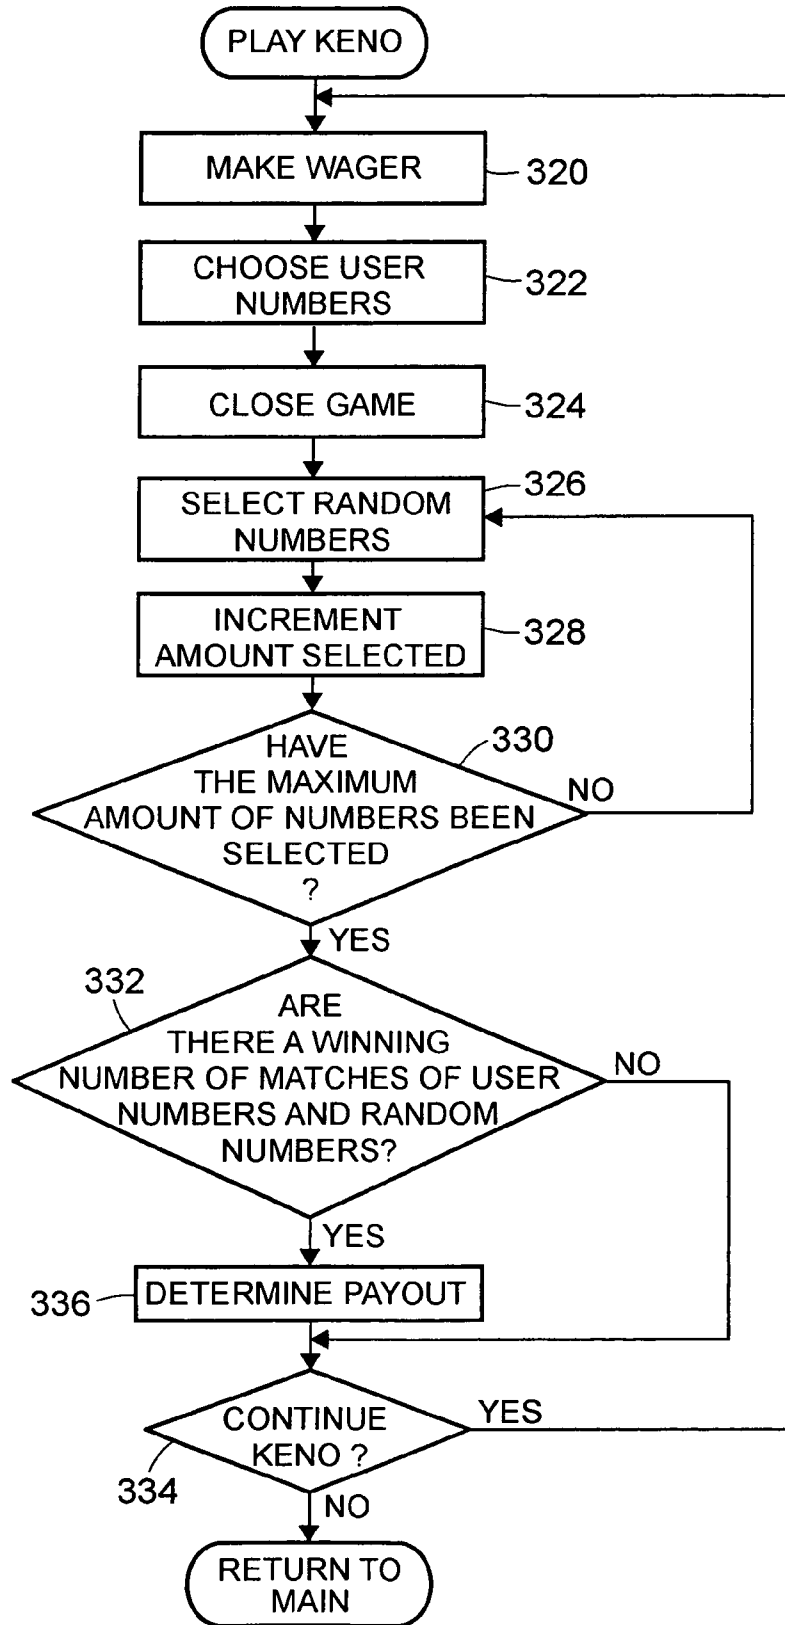 PLAY KENO
MAKE WAGER
320
CHOOSE USER
NUMBERS
322
CLOSE GAME
324
326
SELECT RANDOM
NUMBERS
INCREMENT
AMOUNT SELECTED
328
330
HAVE
THE MAXIMUM
AMOUNT OF NUMBERS BEEN
SELECTED
?
NO
YES
332
ARE
THERE A WINNING
NUMBER OF MATCHES OF USER
NUMBERS AND RANDOM
NUMBERS?
NO
YES
336
DETERMINE PAYOUT
CONTINUE
KENO ?
YES
334
NO
RETURN TO
MAIN